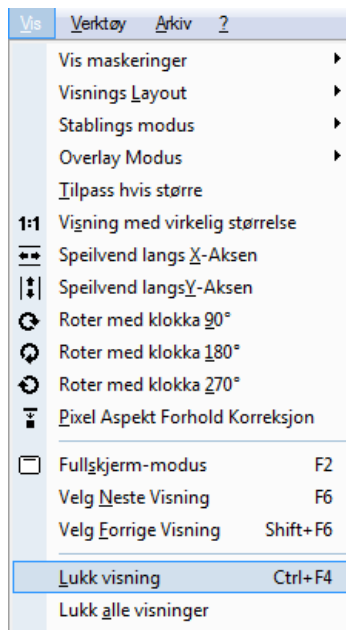 Vis Verktøy Arkiv ?
Vis maskeringer
Visnings Layout
Stablings modus
Overlay Modus
Tilpass hvis større
1:1 Visning med virkelig størrelse
Speilvend langs X-Aksen
Speilvend langsY-Aksen
Roter med klokka 90°
Roter med klokka 180°
Roter med klokka 270°
Pixel Aspekt Forhold Korreksjon
Fullskjerm-modus F2
Velg Neste Visning F6
Velg Forrige Visning Shift+F6
Lukk visning Ctrl+F4
Lukk alle visninger